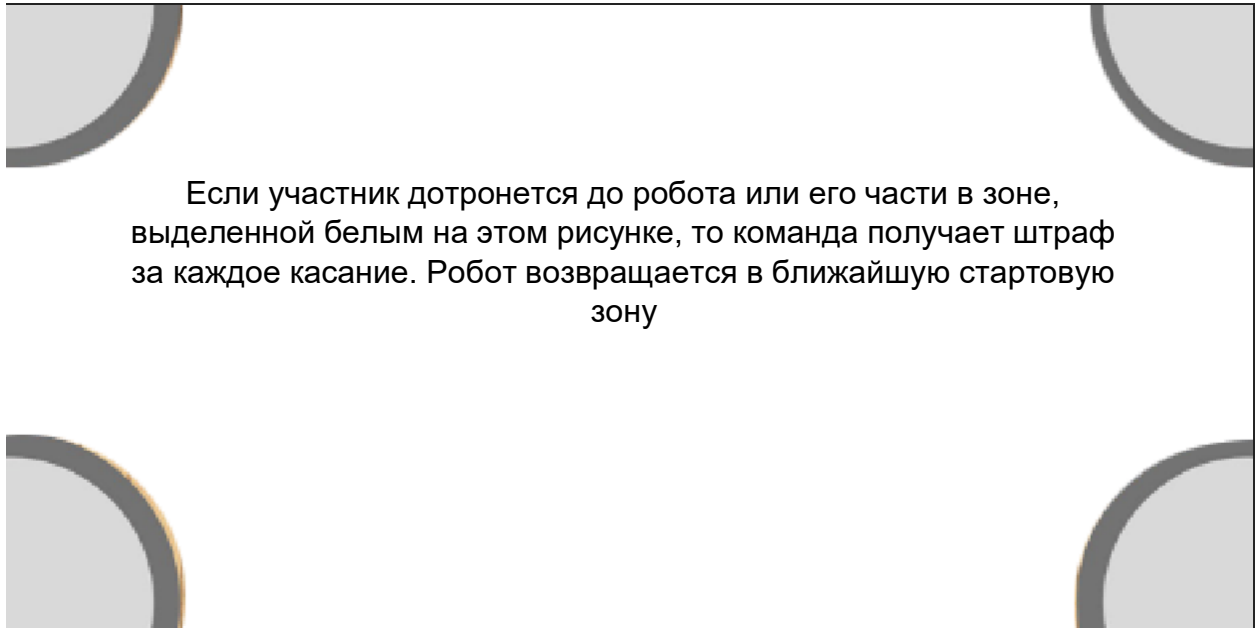 Если участник дотронется до робота или его части в зоне,
выделенной белым на этом рисунке, то команда получает штраф
за каждое касание. Робот возвращается в ближайшую стартовую
зону